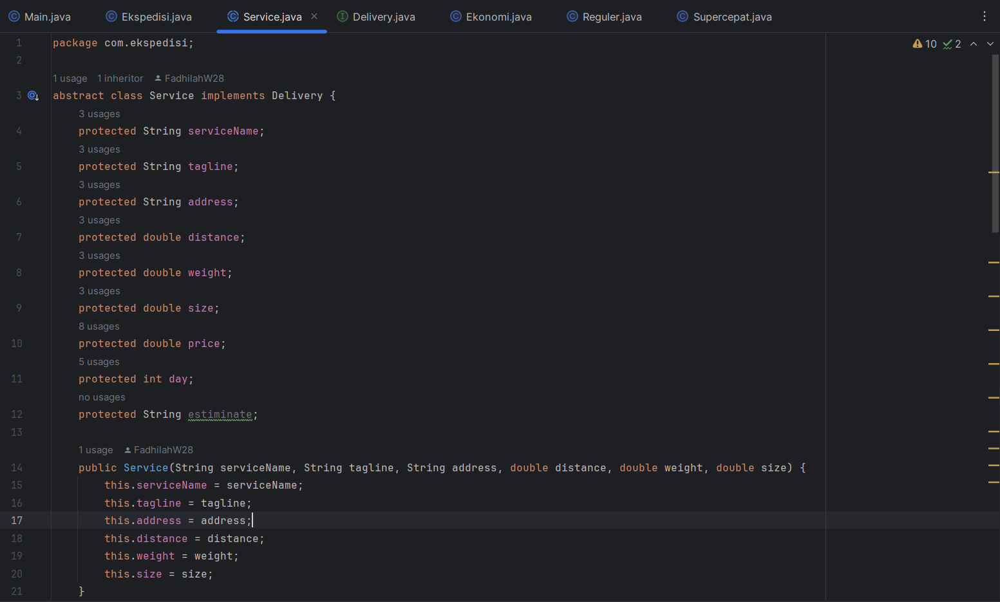 Main.java Ekspedisi.java Service.java Delivery.java Ekonomi.java Reguler.java Supercepat.java
10 2
1 package com.ekspedisi;
2
1 usage 1 inheritor FadhilahW28
3 abstract class Service implements Delivery {
3 usages
4 protected String serviceName;
3 usages
5 protected String tagline;
3 usages
6 protected String address;
3 usages
7 protected double distance;
3 usages
8 protected double weight;
3 usages
9 protected double size;
8 usages
10 protected double price;
5 usages
11 protected int day;
no usages
12 protected String estiminate;
13
1 usage FadhilahW28
14 public Service(String serviceName, String tagline, String address, double distance, double weight, double size) {
15 this.serviceName = serviceName;
16 this.tagline = tagline;
17 this.address = address;
18 this.distance = distance;
19 this.weight = weight;
20 this.size = size;
21 }